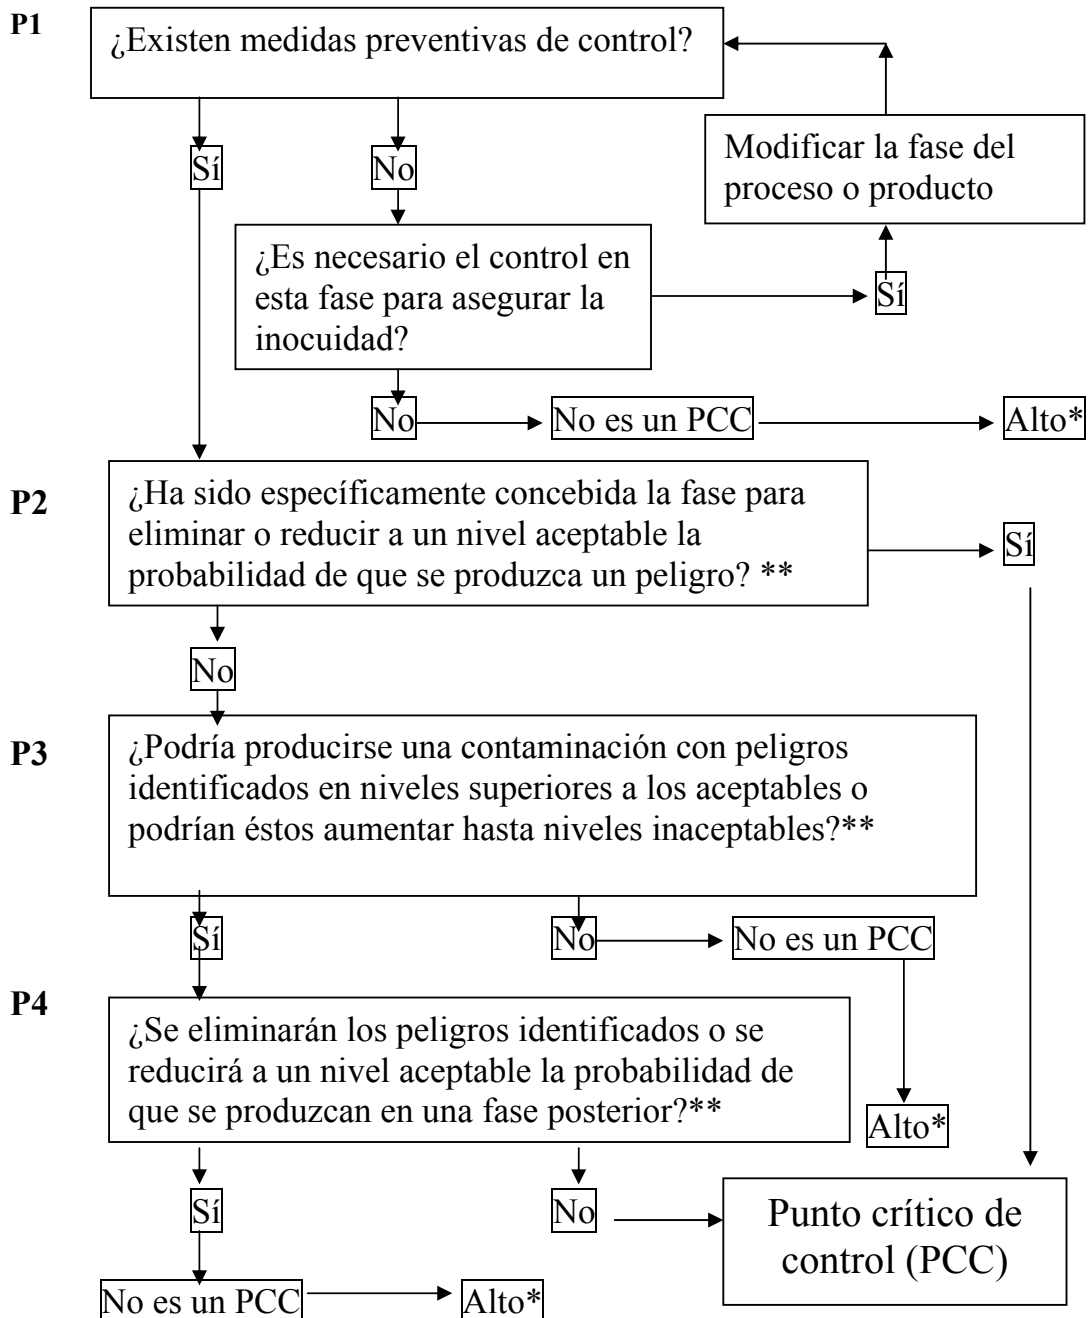 P1
¿Existen medidas preventivas de control?
Sí
No
Modificar la fase del
proceso o producto
¿Es necesario el control en
esta fase para asegurar la
inocuidad?
Sí
No
No es un PCC
Alto*
P2
¿Ha sido específicamente concebida la fase para
eliminar o reducir a un nivel aceptable la
probabilidad de que se produzca un peligro? **
Sí
No
P3
¿Podría producirse una contaminación con peligros
identificados en niveles superiores a los aceptables o
podrían éstos aumentar hasta niveles inaceptables?**
Sí
No
No es un PCC
Alto*
P4
¿Se eliminarán los peligros identificados o se
reducirá a un nivel aceptable la probabilidad de
que se produzcan en una fase posterior?**
Sí
No
Punto crítico de
control (PCC)
No es un PCC
Alto*